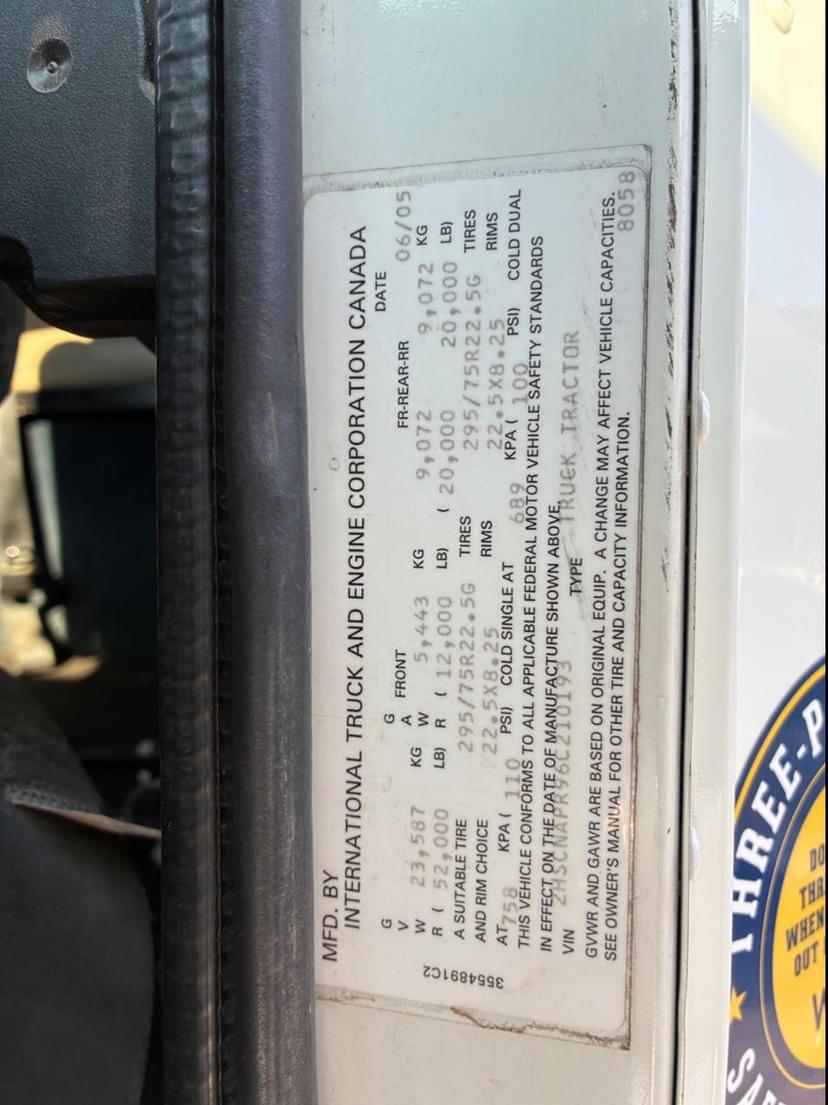 MFD. BY
INTERNATIONAL TRUCK AND ENGINE CORPORATION CANADA
DATE
G G FRONT FR-REAR-RR 06/05
V A
W 23,587 KG W 5,443 KG 9,072 9,072 KG
R ( 52,000 LB) R ( 12,000 LB) ( 20,000 20,000 LB)
A SUITABLE TIRE 295/75R22.5G TIRES 295/75R22.5G TIRES
AND RIM CHOICE 22.5X8.25 RIMS 22.5X8.25 RIMS
AT 758 KPA ( 110 PSI) COLD SINGLE AT 689 KPA ( 100 PSI) COLD DUAL
THIS VEHICLE CONFORMS TO ALL APPLICABLE FEDERAL MOTOR VEHICLE SAFETY STANDARDS
IN EFFECT ON THE DATE OF MANUFACTURE SHOWN ABOVE.
VIN 2HSCNAPR96C210193 TYPE TRUCK TRACTOR
GVWR AND GAWR ARE BASED ON ORIGINAL EQUIP. A CHANGE MAY AFFECT VEHICLE CAPACITIES.
SEE OWNER'S MANUAL FOR OTHER TIRE AND CAPACITY INFORMATION. 8058
3554891C2
THREE-P
DO
THR
WHEN
OUT